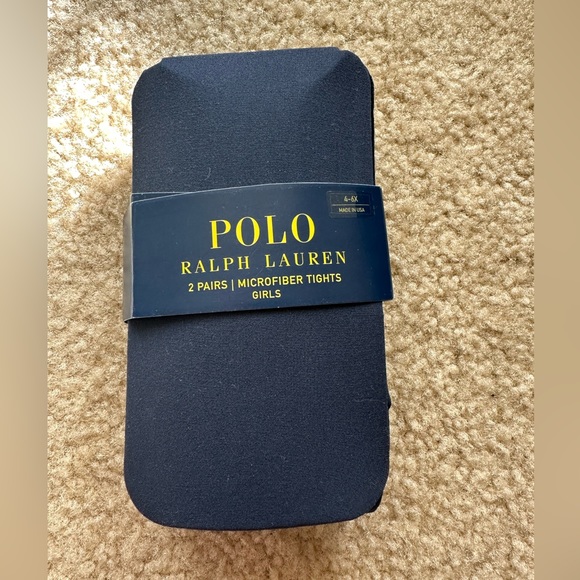 4-6X
MADE IN USA
POLO
RALPH LAUREN
2 PAIRS | MICROFIBER TIGHTS
GIRLS